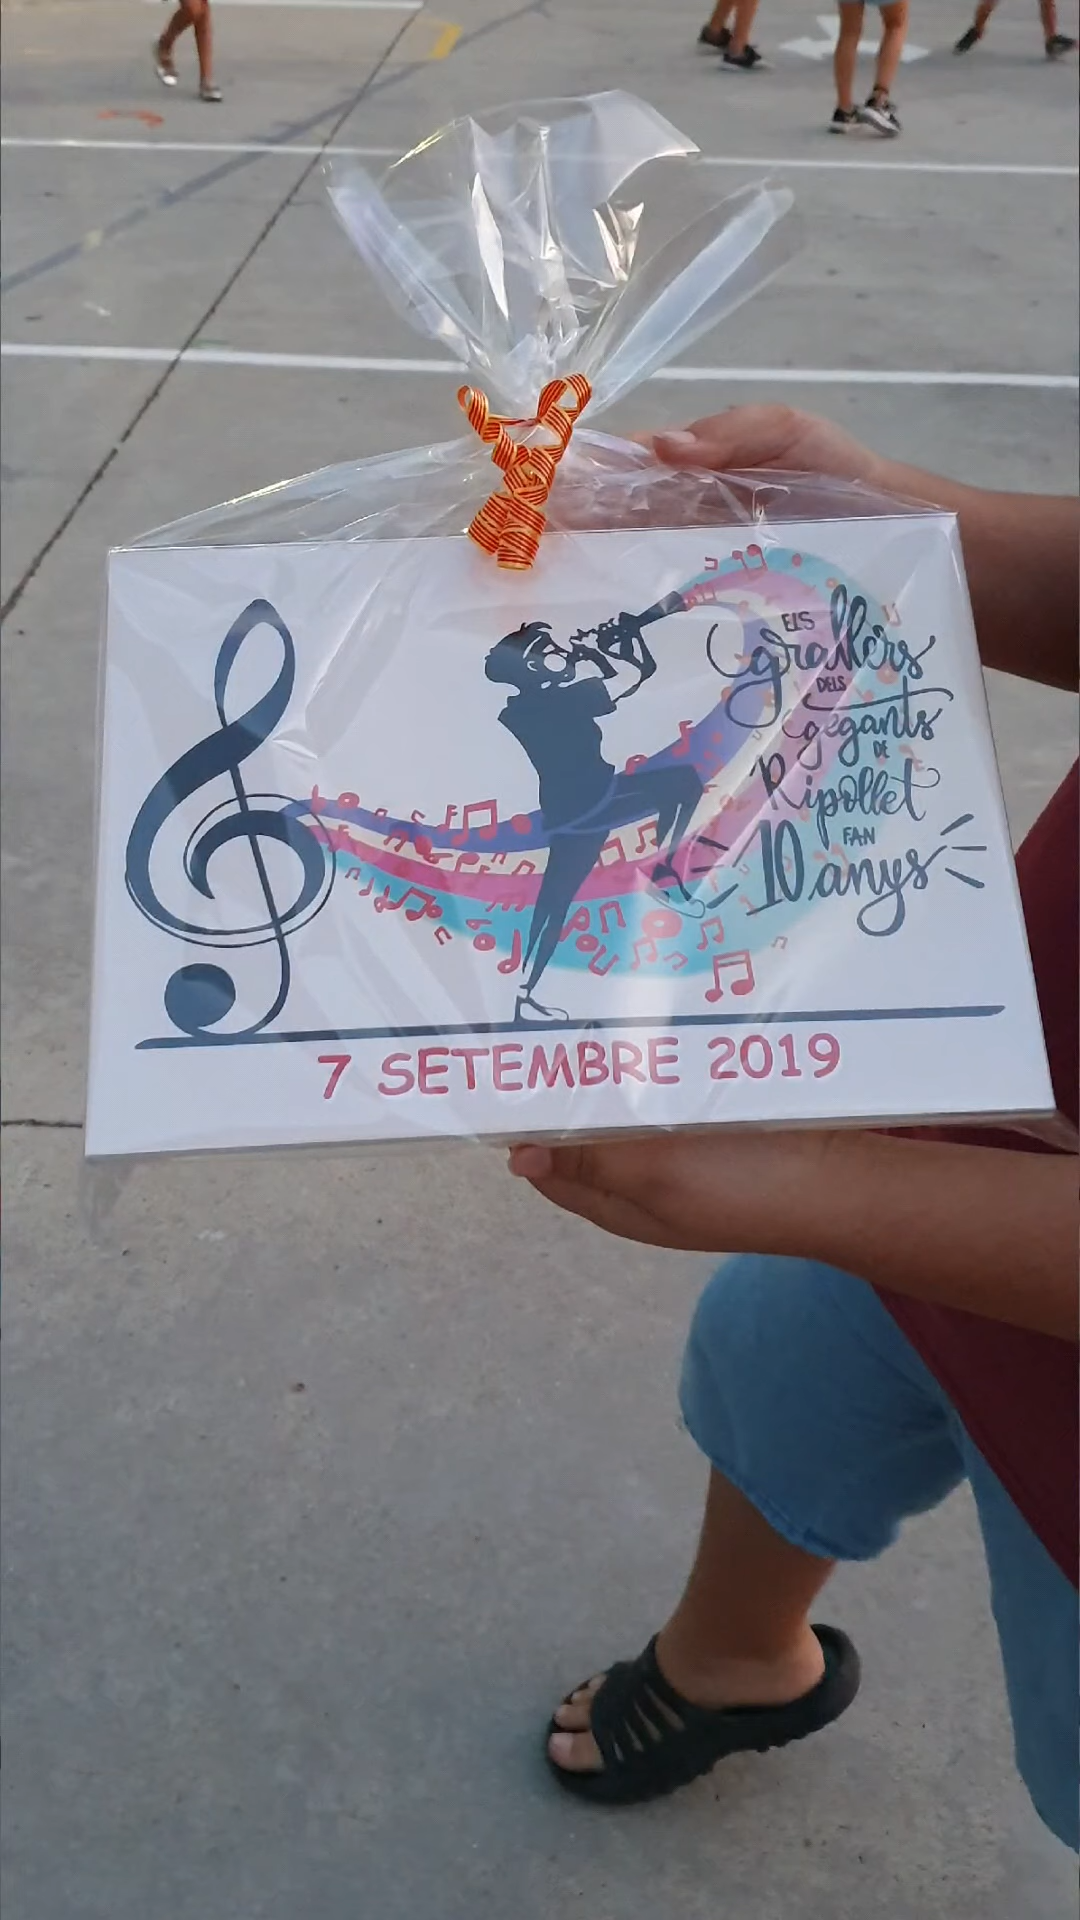 ELS
grallers
DELS
gegants
DE
Ripollet
FAN
10 anys
7 SETEMBRE 2019